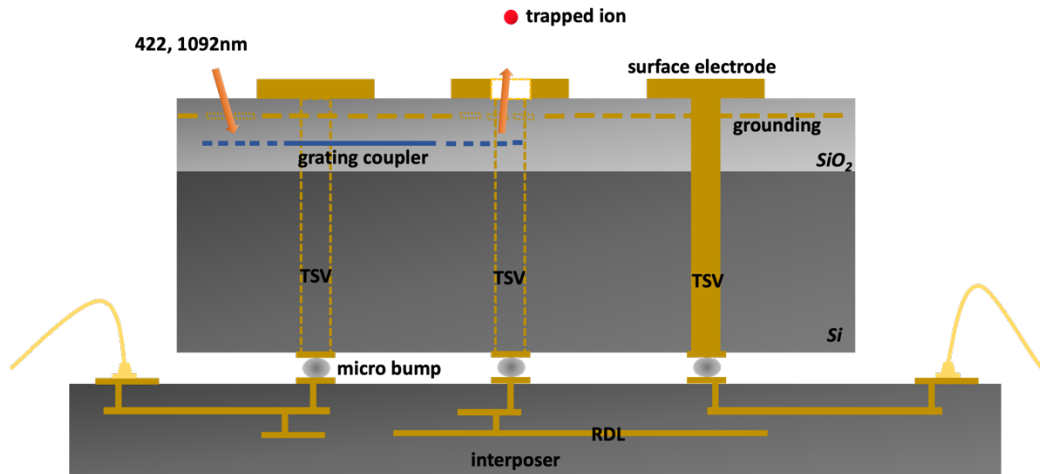 trapped ion
422, 1092nm
surface electrode
grounding
grating coupler
SiO2
TSV
TSV
TSV
Si
micro bump
RDL
interposer